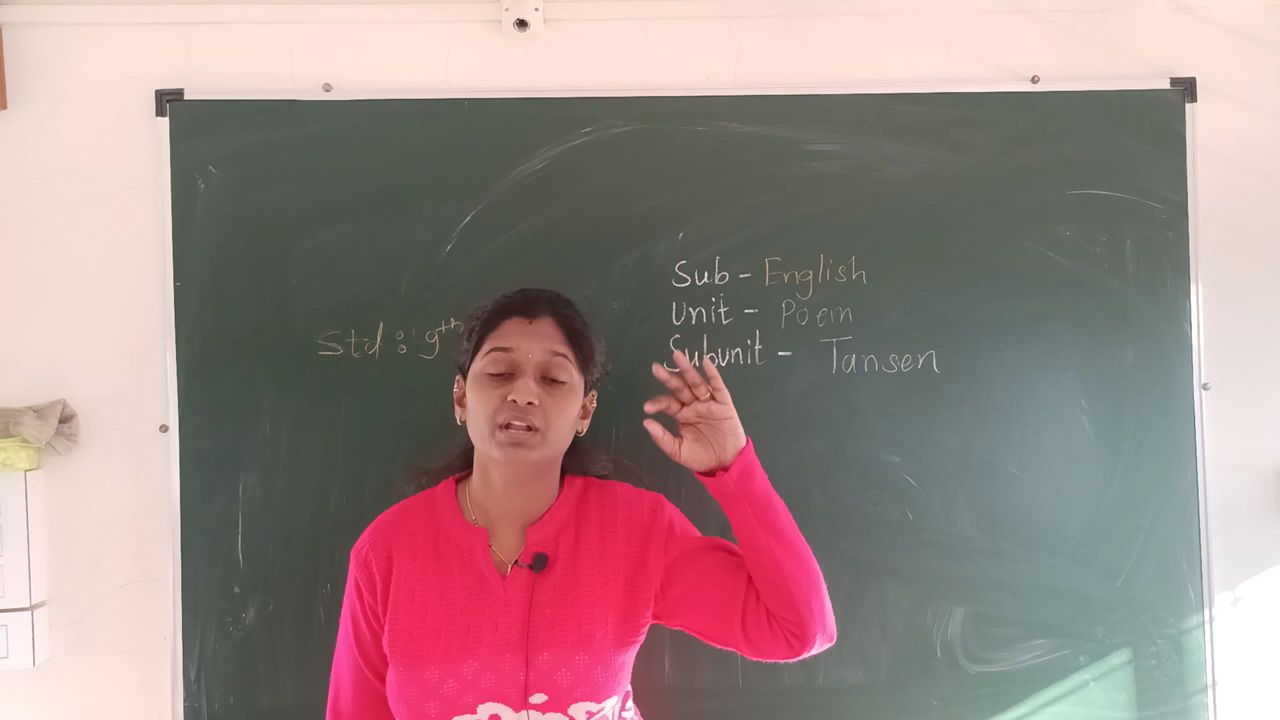 Std : 9th
Sub - English
Unit - Poem
Subunit - Tansen